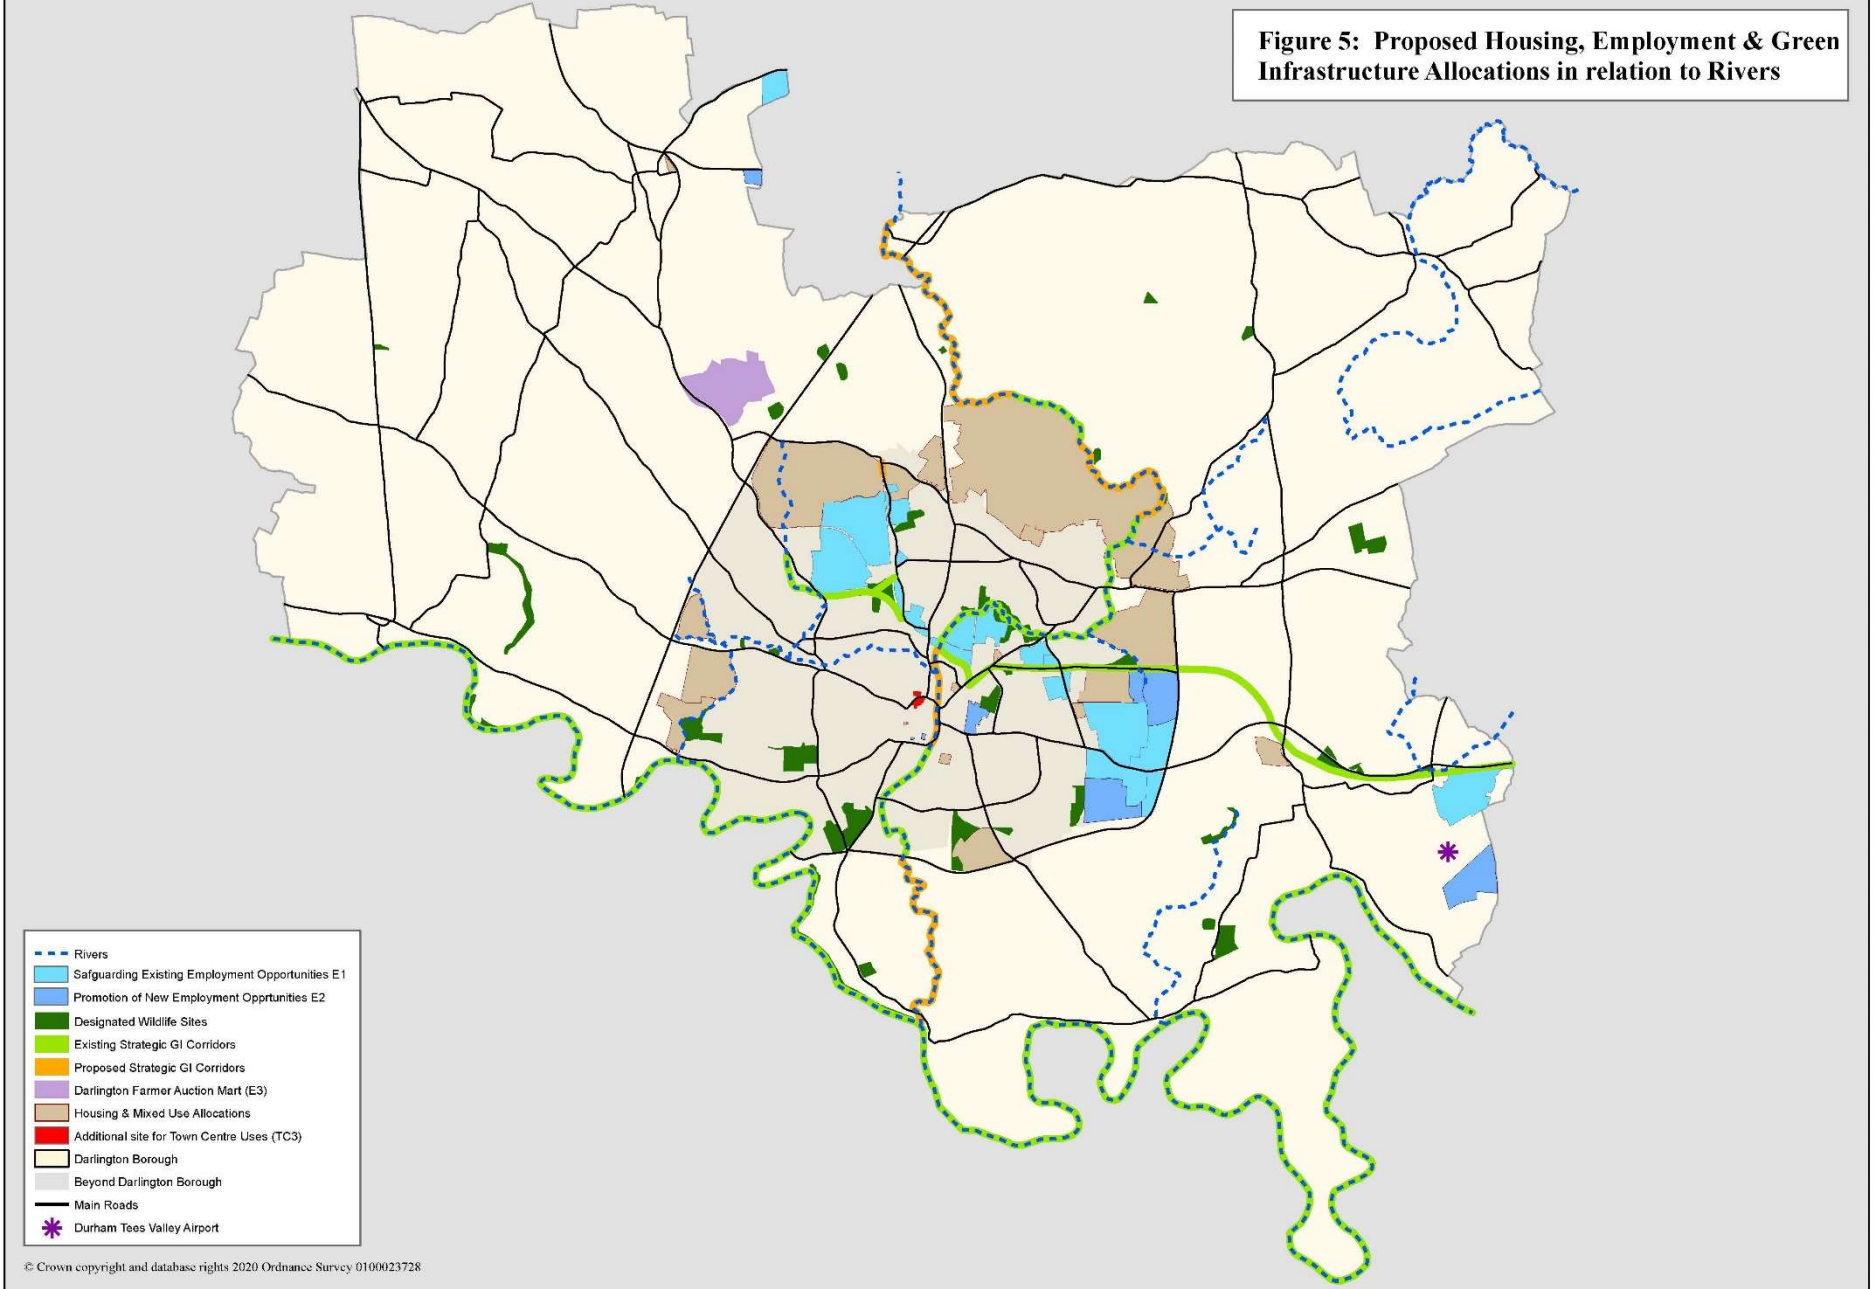 Figure 5:  Proposed Housing, Employment & Green
Infrastructure Allocations in relation to Rivers
Rivers
Safguarding Existing Employment Opportunities E1
Promotion of New Employment Opprtunities E2
Designated Wildlife Sites
Existing Strategic GI Corridors
Proposed Strategic GI Corridors
Darlington Farmer Auction Mart (E3)
Housing & Mixed Use Allocations
Additional site for Town Centre Uses (TC3)
Darlington Borough
Beyond Darlington Borough
Main Roads
Durham Tees Valley Airport
© Crown copyright and database rights 2020 Ordnance Survey 0100023728